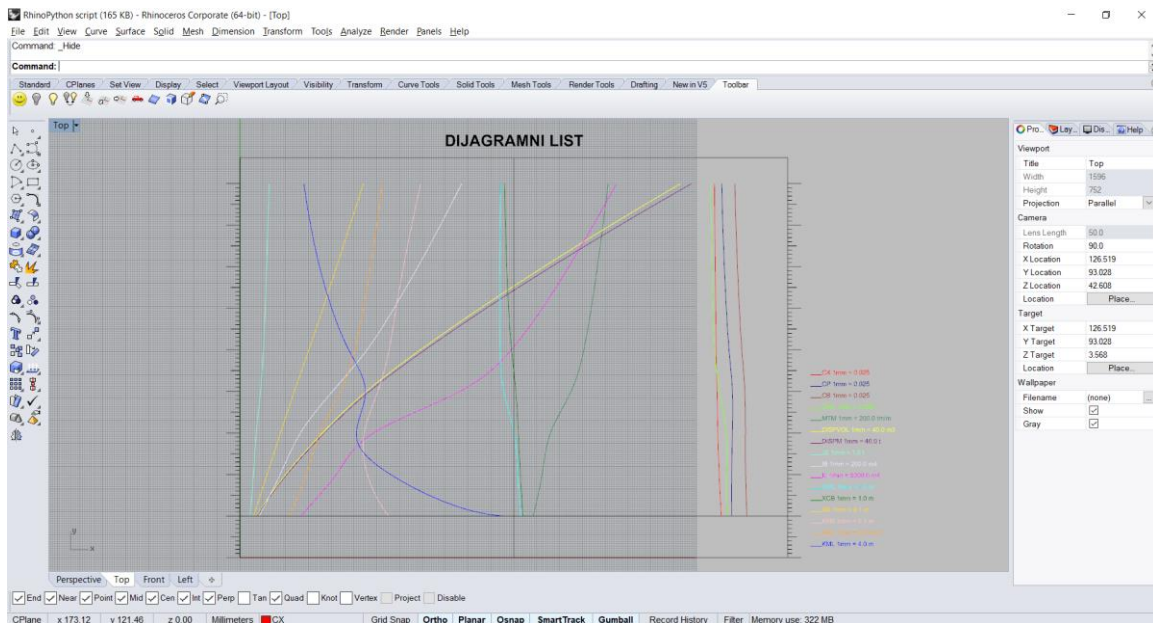 RhinoPython script (165 KB) - Rhinoceros Corporate (64-bit) - [Top]
File Edit View Curve Surface Solid Mesh Dimension Transform Tools Analyze Render Panels Help
Command: _Hide
Command:
Standard CPlanes Set View Display Select Viewport Layout Visibility Transform Curve Tools Solid Tools Mesh Tools Render Tools Drafting New in V5 Toolbar
Top
DIJAGRAMNI LIST
CX 1mm = 0.025
CP 1mm = 0.025
CB 1mm = 0.025
MTM 1mm = 200.0
DISPM 1mm = 40.0 t
XCB 1mm = 1.0 m
KML 1mm = 4.0 m
y
x
Pro... Lay... Dis... Help
Viewport
Title Top
Width 1596
Height 752
Projection Parallel
Camera
Lens Length 50.0
Rotation 90.0
X Location 126.519
Y Location 93.028
Z Location 42.608
Location Place...
Target
X Target 126.519
Y Target 93.028
Z Target 3.568
Location Place...
Wallpaper
Filename (none) ...
Show
Gray
Perspective Top Front Left
End Near Point Mid Cen Int Perp Tan Quad Knot Vertex Project Disable
CPlane x 173.12 y 121.46 z 0.00 Millimeters CX Grid Snap Ortho Planar Osnap SmartTrack Gumball Record History Filter Memory use: 322 MB